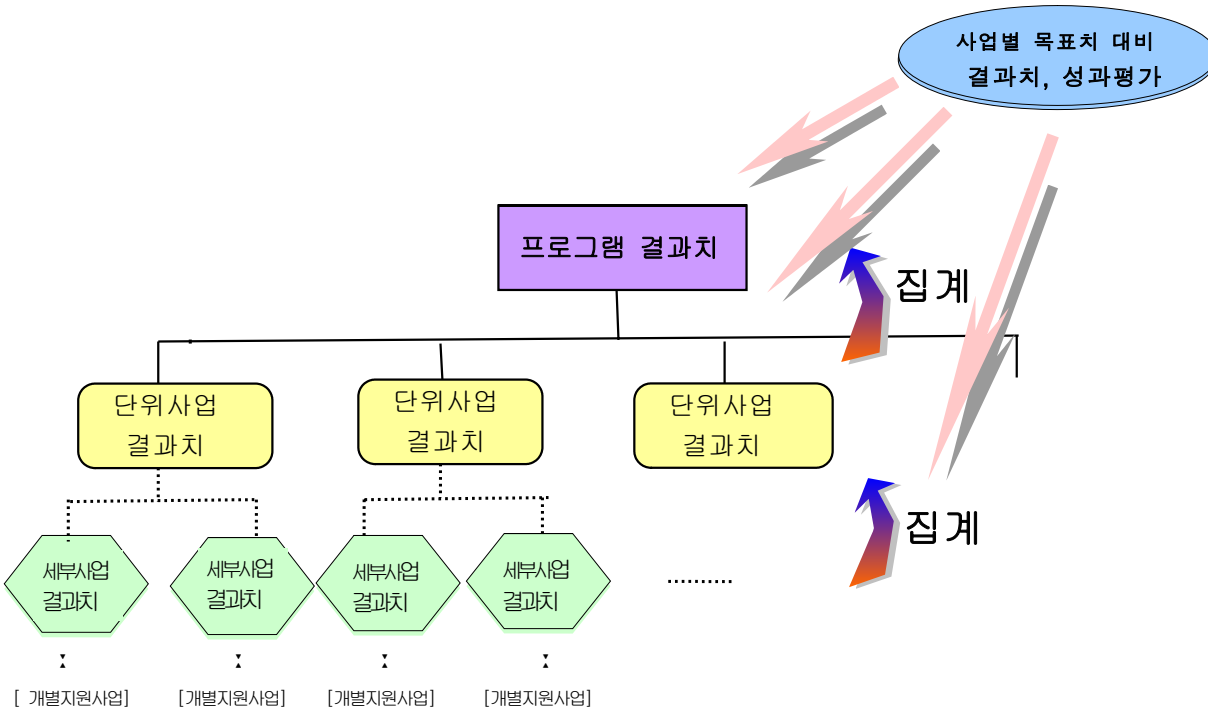 사업별 목표치 대비
결과치, 성과평가
프로그램 결과치
집계
단위사업
결과치
단위사업
결과치
단위사업
결과치
집계
세부사업
결과치
세부사업
결과치
세부사업
결과치
세부사업
결과치
[ 개별지원사업]
[개별지원사업]
[개별지원사업]
[개별지원사업]